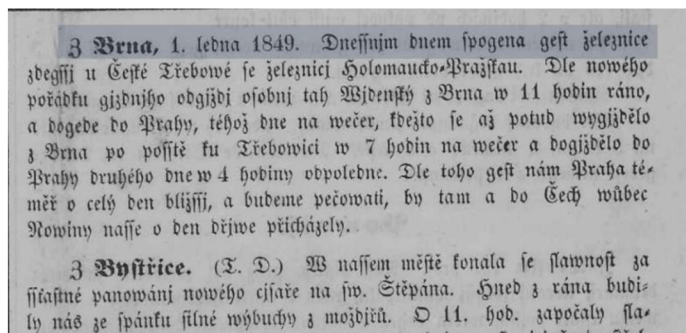 Z Brna, 1. ledna 1849. Dnessnjm dnem spogena gest železnice
zdegssj u České Třebowé se železnicj Holomaucko-Pražskau. Dle nowého
pořádku gjzdnjho odgjždj osobnj tah Wjdenský z Brna w 11 hodin ráno,
a dogede do Prahy, téhož dne na wečer, kdežto se až potud wygjždělo
z Brna po posstě ku Třebowici w 7 hodin na wečer a dogjždělo do
Prahy druhého dne w 4 hodiny odpoledne. Dle toho gest nám Praha té-
měř o celý den bližssj, a budeme pečowati, by tam a do Čech wůbec
Nowiny nasse o den dřjwe přicházely.
Z Bystřice. (T. D.) W nassem městě konala se slawnost za
ssťastné panowánj nowého cjsaře na sw. Štěpána. Hned z rána budi-
ly nás ze spánku silné wýbuchy z moždjřů. O 11. hod. započaly sla-